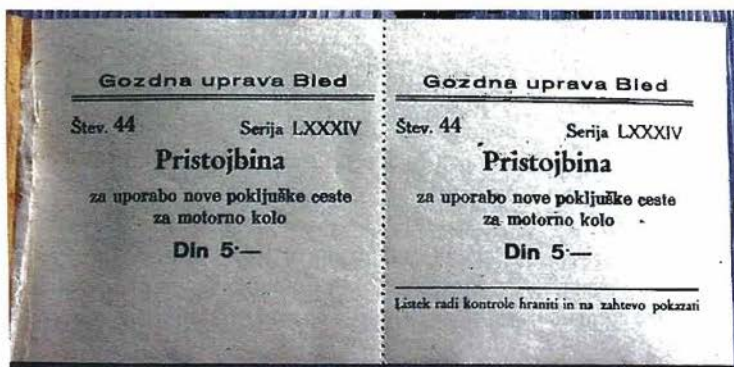 Gozdna uprava Bled
Štev. 44 Serija LXXXIV
Pristojbina
za uporabo nove pokljuške ceste
za motorno kolo
Din 5·—
Gozdna uprava Bled
Štev. 44 Serija LXXXIV
Pristojbina
za uporabo nove pokljuške ceste
za motorno kolo
Din 5·—
Listek radi kontrole hraniti in na zahtevo pokazati